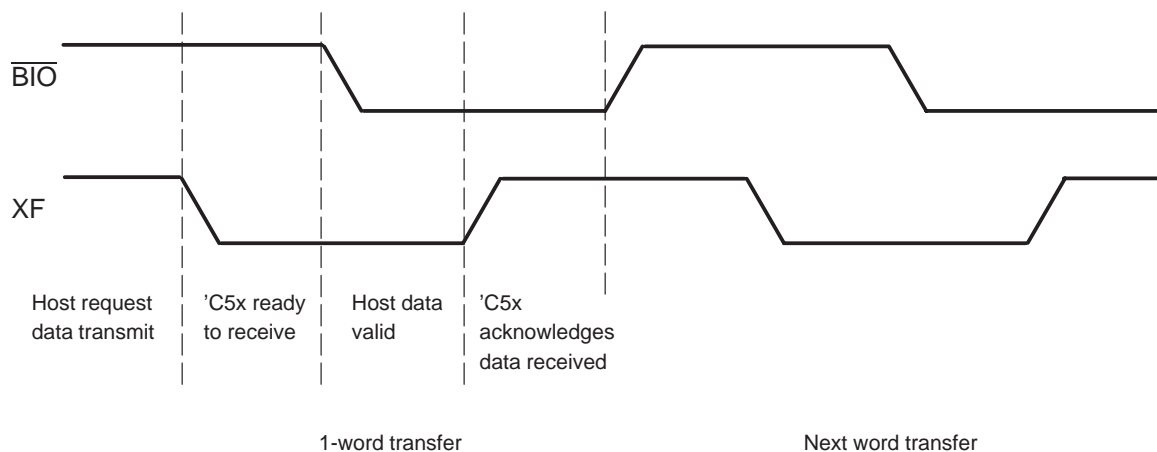 BIO
XF
Host request
data transmit
’C5x ready
to receive
Host data
valid
’C5x
acknowledges
data received
1-word transfer
Next word transfer